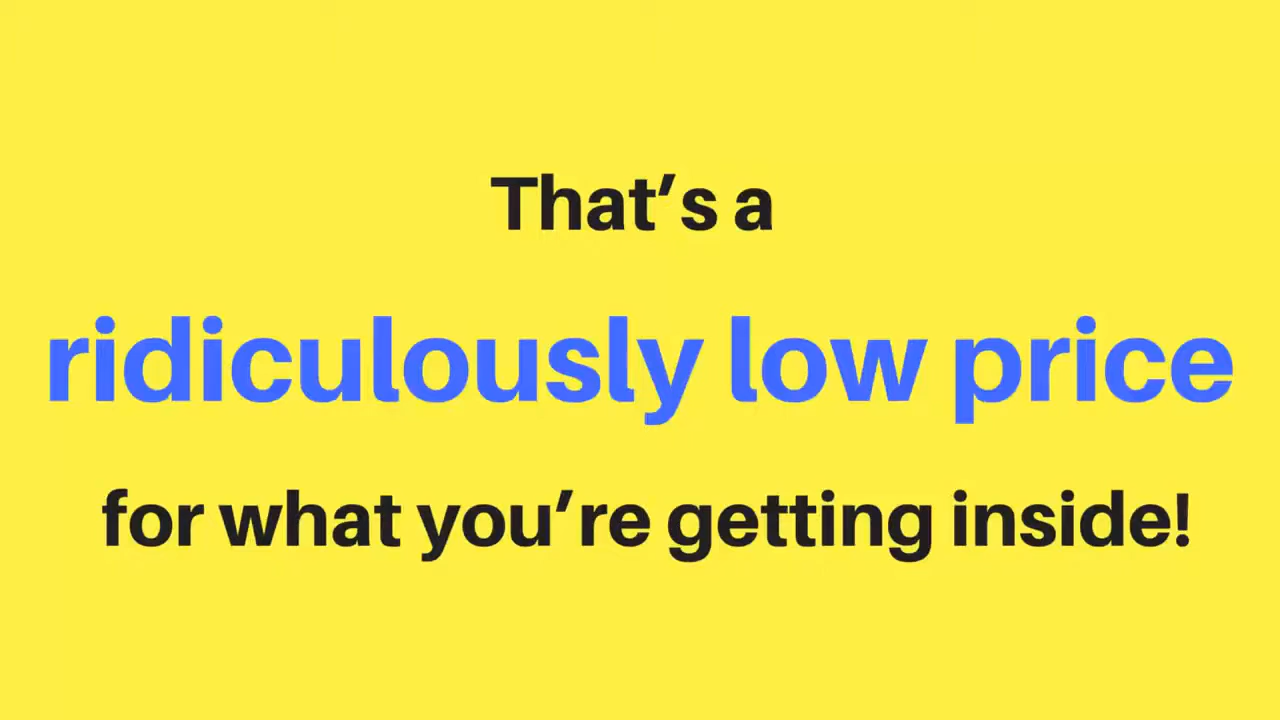 That’s a
ridiculously low price
for what you’re getting inside!